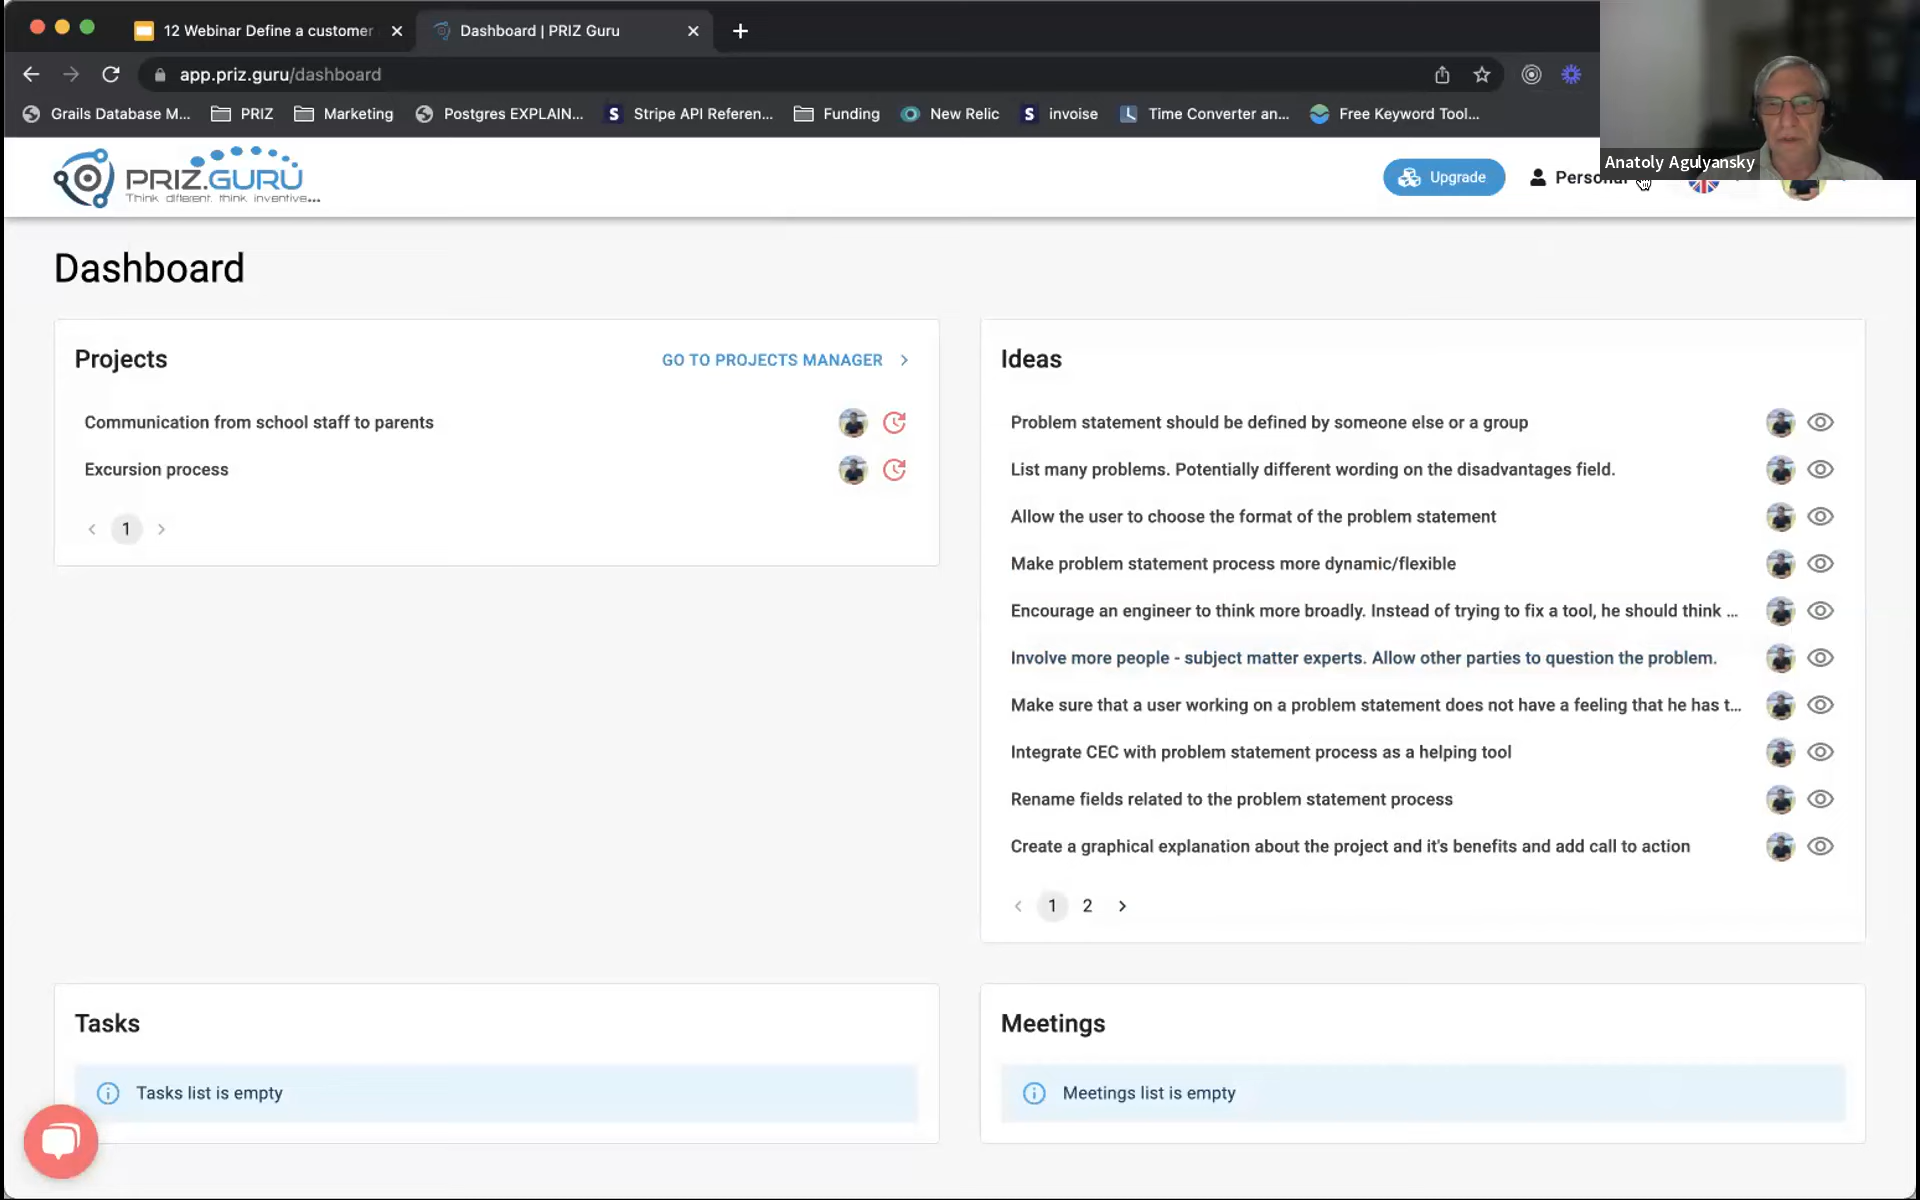 12 Webinar Define a customer
Dashboard | PRIZ Guru
app.priz.guru/dashboard
Grails Database M...
PRIZ
Marketing
Postgres EXPLAIN...
Stripe API Referen...
Funding
New Relic
invoise
Time Converter an...
Free Keyword Tool...
Anatoly Agulyansky
PRIZ.GURU
Think different. think inventive...
Upgrade
Personal
Dashboard
Projects
GO TO PROJECTS MANAGER
Communication from school staff to parents
Excursion process
1
Ideas
Problem statement should be defined by someone else or a group
List many problems. Potentially different wording on the disadvantages field.
Allow the user to choose the format of the problem statement
Make problem statement process more dynamic/flexible
Encourage an engineer to think more broadly. Instead of trying to fix a tool, he should think ...
Involve more people - subject matter experts. Allow other parties to question the problem.
Make sure that a user working on a problem statement does not have a feeling that he has t...
Integrate CEC with problem statement process as a helping tool
Rename fields related to the problem statement process
Create a graphical explanation about the project and it's benefits and add call to action
1 2
Tasks
Tasks list is empty
Meetings
Meetings list is empty